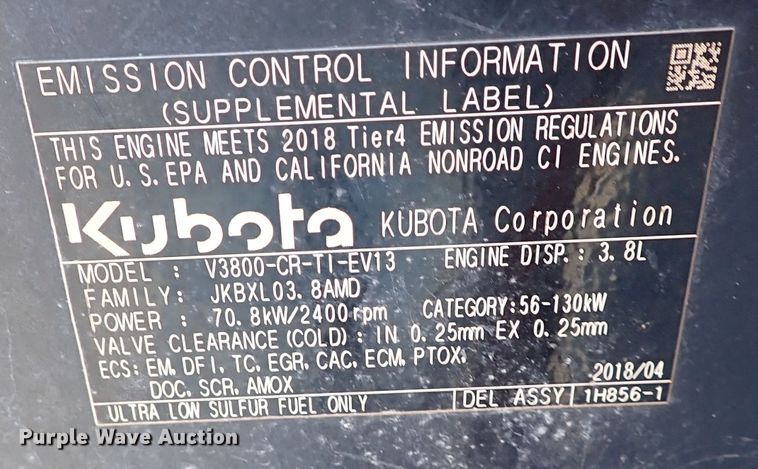 EMISSION CONTROL INFORMATION
(SUPPLEMENTAL LABEL)
THIS ENGINE MEETS 2018 Tier4 EMISSION REGULATIONS
FOR U.S.EPA AND CALIFORNIA NONROAD CI ENGINES.
Kubota KUBOTA Corporation
MODEL : V3800-CR-TI-EV13 ENGINE DISP.: 3.8L
FAMILY: JKBXL03.8AMD
POWER : 70.8kW/2400rpm CATEGORY:56-130kW
VALVE CLEARANCE(COLD): IN 0.25mm EX 0.25mm
ECS: EM, DFI, TC, EGR, CAC, ECM, PTOX,
DOC, SCR, AMOX 2018/04
ULTRA LOW SULFUR FUEL ONLY DEL ASSY 1H856-1
Purple Wave Auction